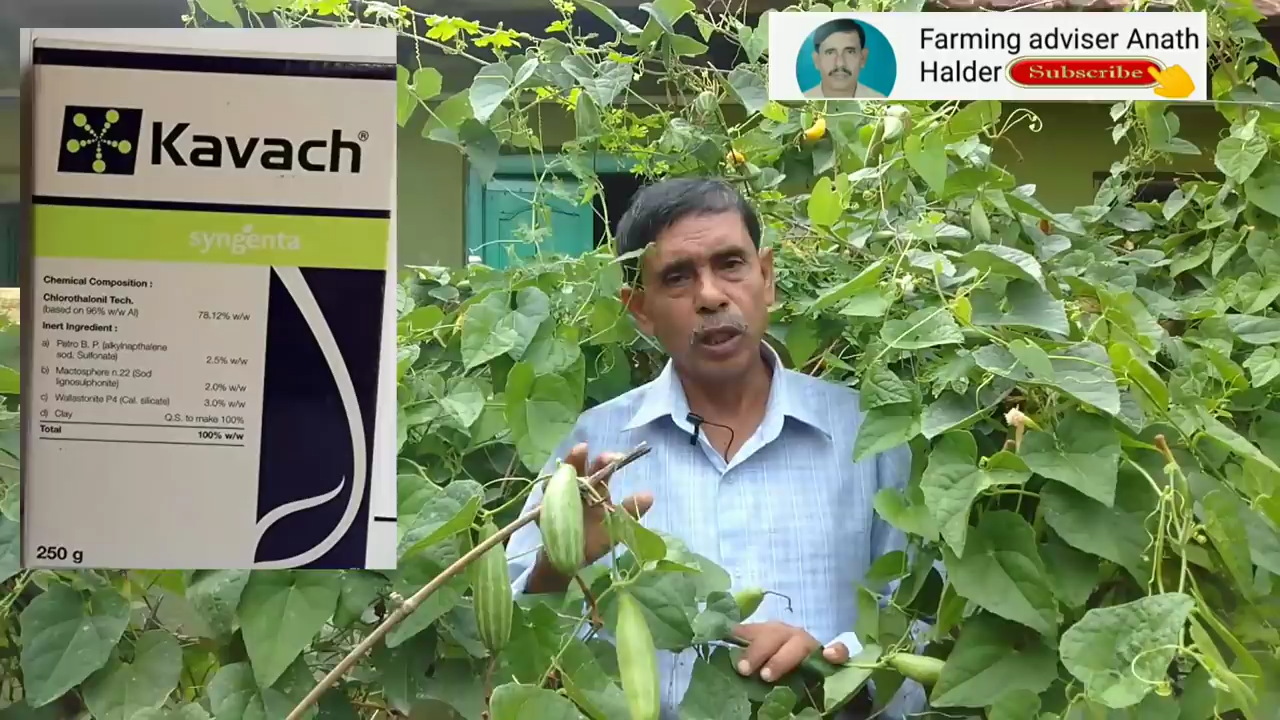 Kavach®
syngenta
Chemical Composition :
Chlorothalonil Tech.
(based on 96% w/w AI) 78.12% w/w
Inert Ingredient :
a) Petro B. P. (alkylnapthalene
sod. Sulfonate) 2.5% w/w
b) Mactosphere n.22 (Sod
lignosulphonite) 2.0% w/w
c) Wallastonite P4 (Cal. silicate) 3.0% w/w
d) Clay Q.S. to make 100%
Total 100% w/w
250 g
Farming adviser Anath
Halder Subscribe